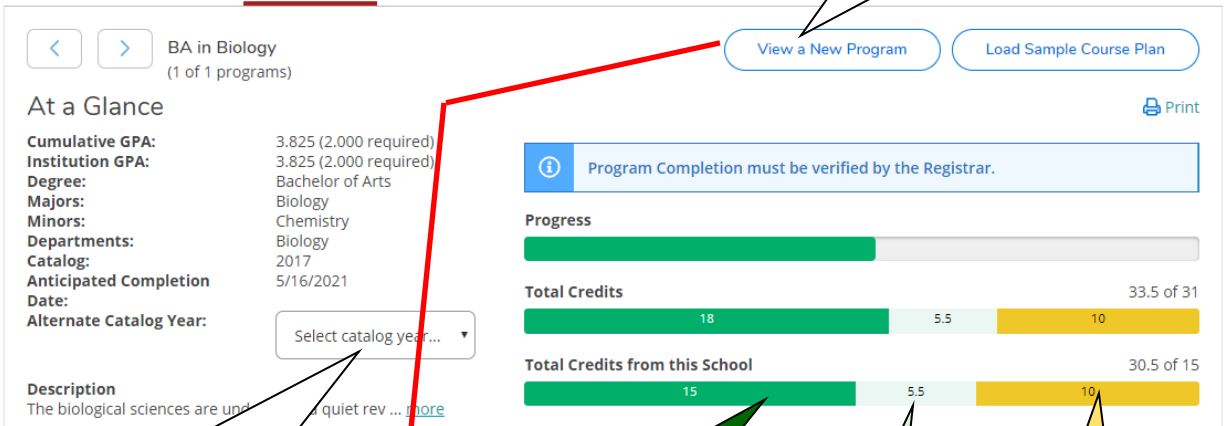 BA in Biology
(1 of 1 programs)
View a New Program
Load Sample Course Plan
At a Glance
Print
Cumulative GPA: 3.825 (2.000 required)
Institution GPA: 3.825 (2.000 required)
Degree: Bachelor of Arts
Majors: Biology
Minors: Chemistry
Departments: Biology
Catalog: 2017
Anticipated Completion 5/16/2021
Date:
Alternate Catalog Year:
Select catalog year...
Description
The biological sciences are quiet rev ... more
Program Completion must be verified by the Registrar.
Progress
Total Credits 33.5 of 31
18 5.5 10
Total Credits from this School 30.5 of 15
15 5.5 10